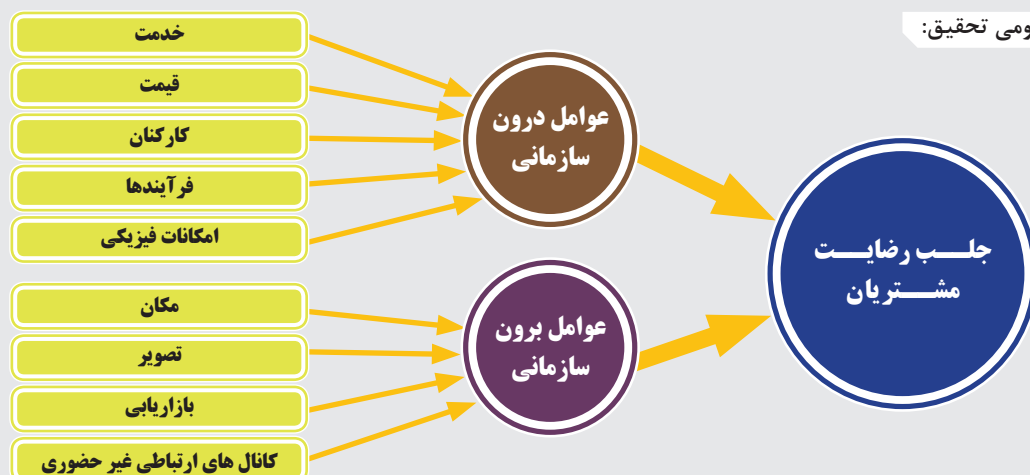 ومی تحقیق:
خدمت
قیمت
کارکنان
فرآیندها
امکانات فیزیکی
عوامل درون
سازمانی
مکان
تصویر
بازاریابی
کانال های ارتباطی غیر حضوری
عوامل برون
سازمانی
جلـــب رضایـــت
مشـــتریان